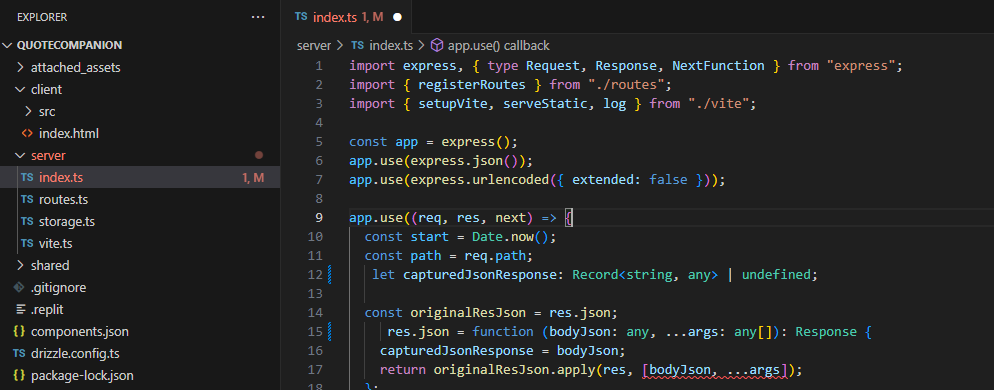 EXPLORER ...
QUOTECOMPANION
attached_assets
client
src
<> index.html
server
TS index.ts 1, M
TS routes.ts
TS storage.ts
TS vite.ts
shared
.gitignore
.replit
{} components.json
TS drizzle.config.ts
{} package-lock.json
TS index.ts 1, M
server > TS index.ts > app.use() callback
1 import express, { type Request, Response, NextFunction } from "express";
2 import { registerRoutes } from "./routes";
3 import { setupVite, serveStatic, log } from "./vite";
4
5 const app = express();
6 app.use(express.json());
7 app.use(express.urlencoded({ extended: false }));
8
9 app.use((req, res, next) => {
10 const start = Date.now();
11 const path = req.path;
12 let capturedJsonResponse: Record<string, any> | undefined;
13
14 const originalResJson = res.json;
15 res.json = function (bodyJson: any, ...args: any[]): Response {
16 capturedJsonResponse = bodyJson;
17 return originalResJson.apply(res, [bodyJson, ...args]);
18 };